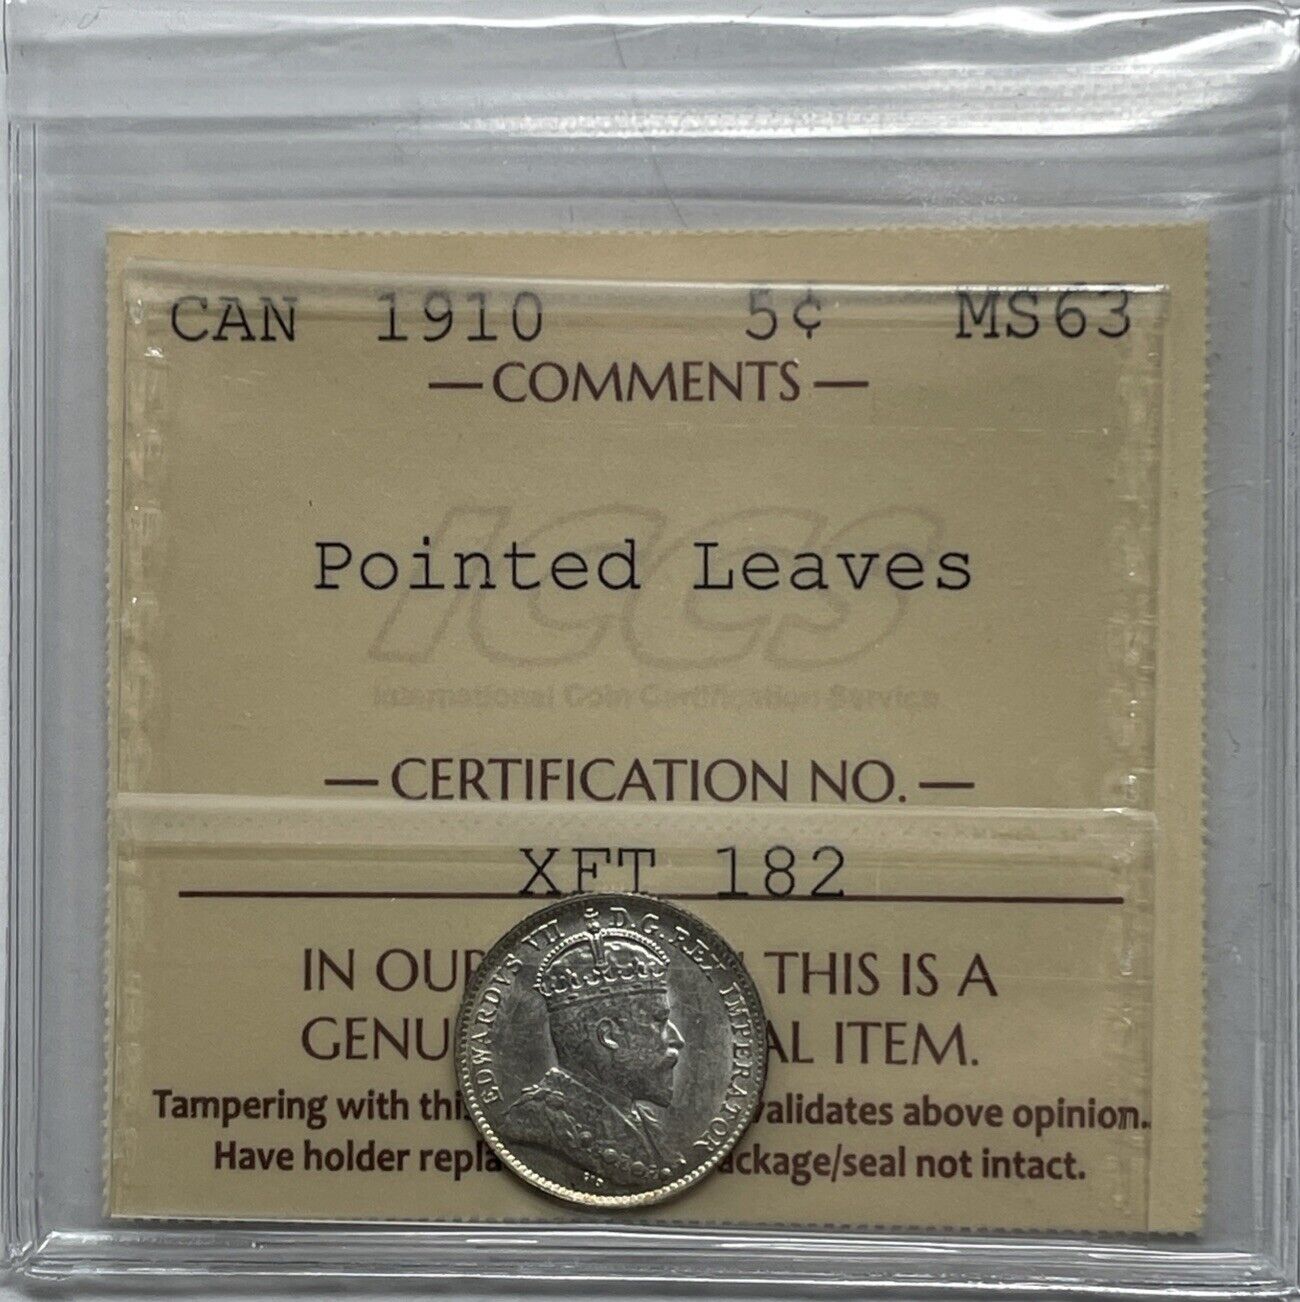 CAN 1910 5¢ MS63
—COMMENTS—
ICCS
Pointed Leaves
International Coin Certification Service
—CERTIFICATION NO.—
XFT 182
IN OUR THIS IS A
GENU AL ITEM.
Tampering with thi validates above opinion.
Have holder repla ackage/seal not intact.
EDWARDVS VII D.G. REX IMPERATOR